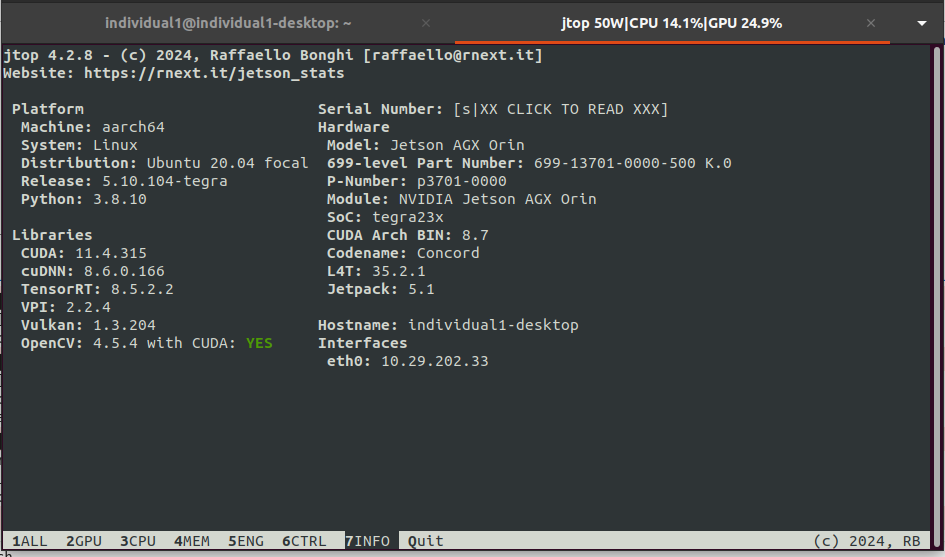 individual1@individual1-desktop: ~ × jtop 50W|CPU 14.1%|GPU 24.9% ×
jtop 4.2.8 - (c) 2024, Raffaello Bonghi [raffaello@rnext.it]
Website: https://rnext.it/jetson_stats
Platform
Machine: aarch64
System: Linux
Distribution: Ubuntu 20.04 focal
Release: 5.10.104-tegra
Python: 3.8.10
Libraries
CUDA: 11.4.315
cuDNN: 8.6.0.166
TensorRT: 8.5.2.2
VPI: 2.2.4
Vulkan: 1.3.204
OpenCV: 4.5.4 with CUDA: YES
Serial Number: [s|XX CLICK TO READ XXX]
Hardware
Model: Jetson AGX Orin
699-level Part Number: 699-13701-0000-500 K.0
P-Number: p3701-0000
Module: NVIDIA Jetson AGX Orin
SoC: tegra23x
CUDA Arch BIN: 8.7
Codename: Concord
L4T: 35.2.1
Jetpack: 5.1
Hostname: individual1-desktop
Interfaces
eth0: 10.29.202.33
1ALL 2GPU 3CPU 4MEM 5ENG 6CTRL 7INFO Quit (c) 2024, RB